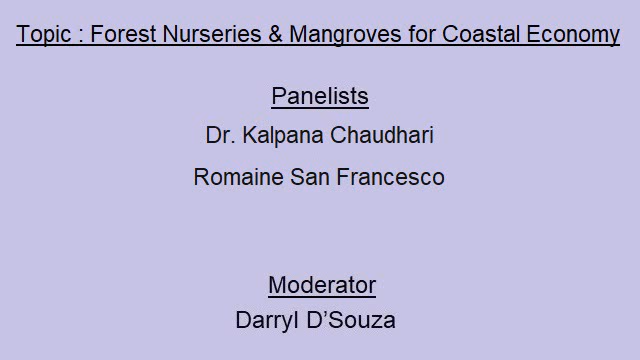 Topic : Forest Nurseries & Mangroves for Coastal Economy
Panelists
Dr. Kalpana Chaudhari
Romaine San Francesco
Moderator
Darryl D’Souza